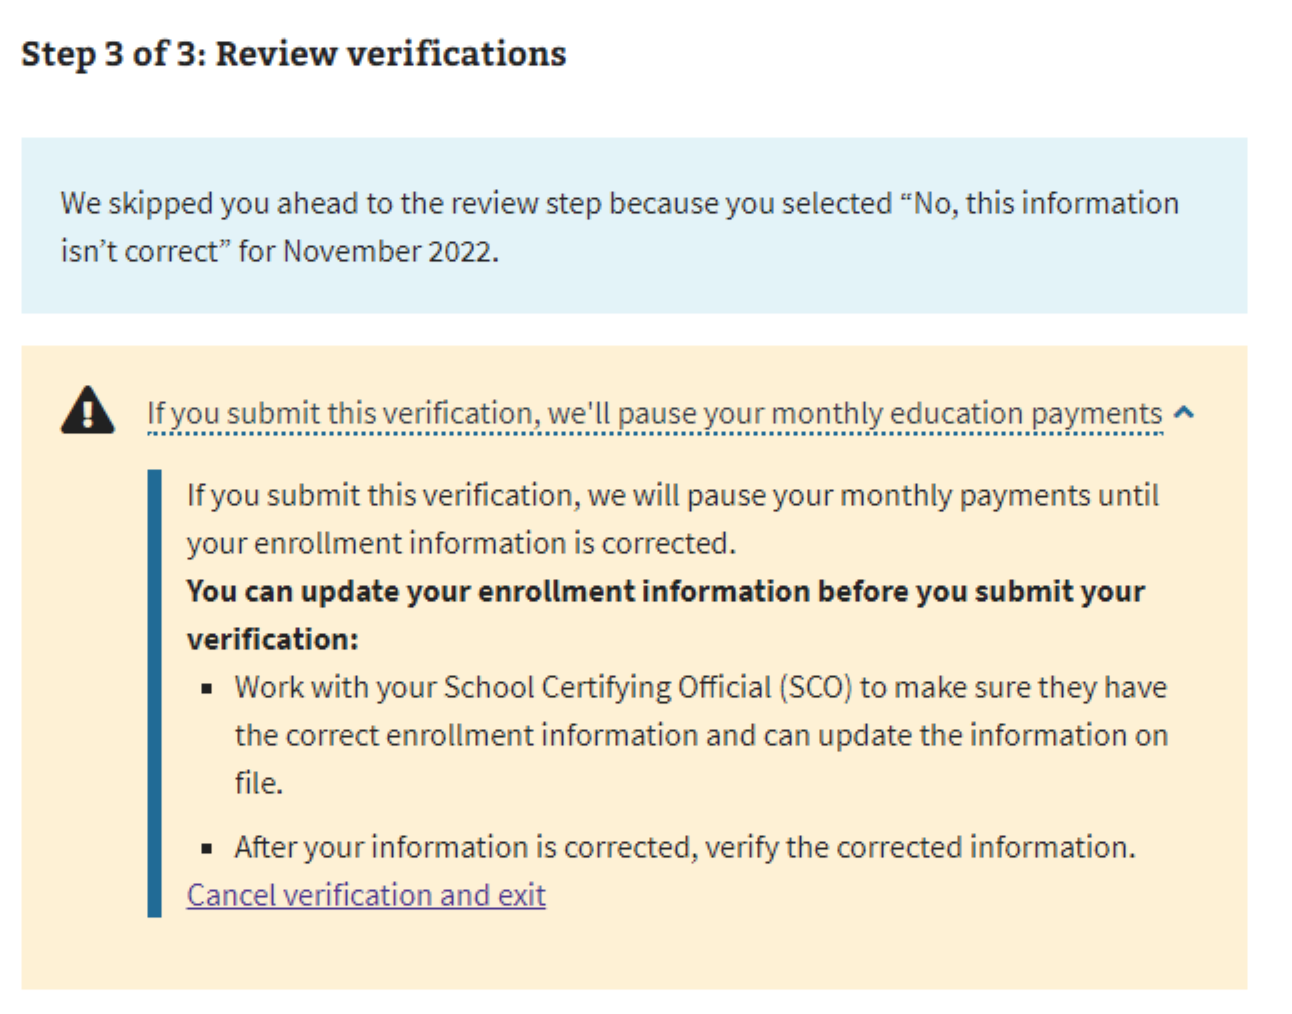 Step 3 of 3: Review verifications
We skipped you ahead to the review step because you selected “No, this information
isn’t correct” for November 2022.
If you submit this verification, we'll pause your monthly education payments
If you submit this verification, we will pause your monthly payments until
your enrollment information is corrected.
You can update your enrollment information before you submit your
verification:
▪ Work with your School Certifying Official (SCO) to make sure they have
the correct enrollment information and can update the information on
file.
▪ After your information is corrected, verify the corrected information.
Cancel verification and exit